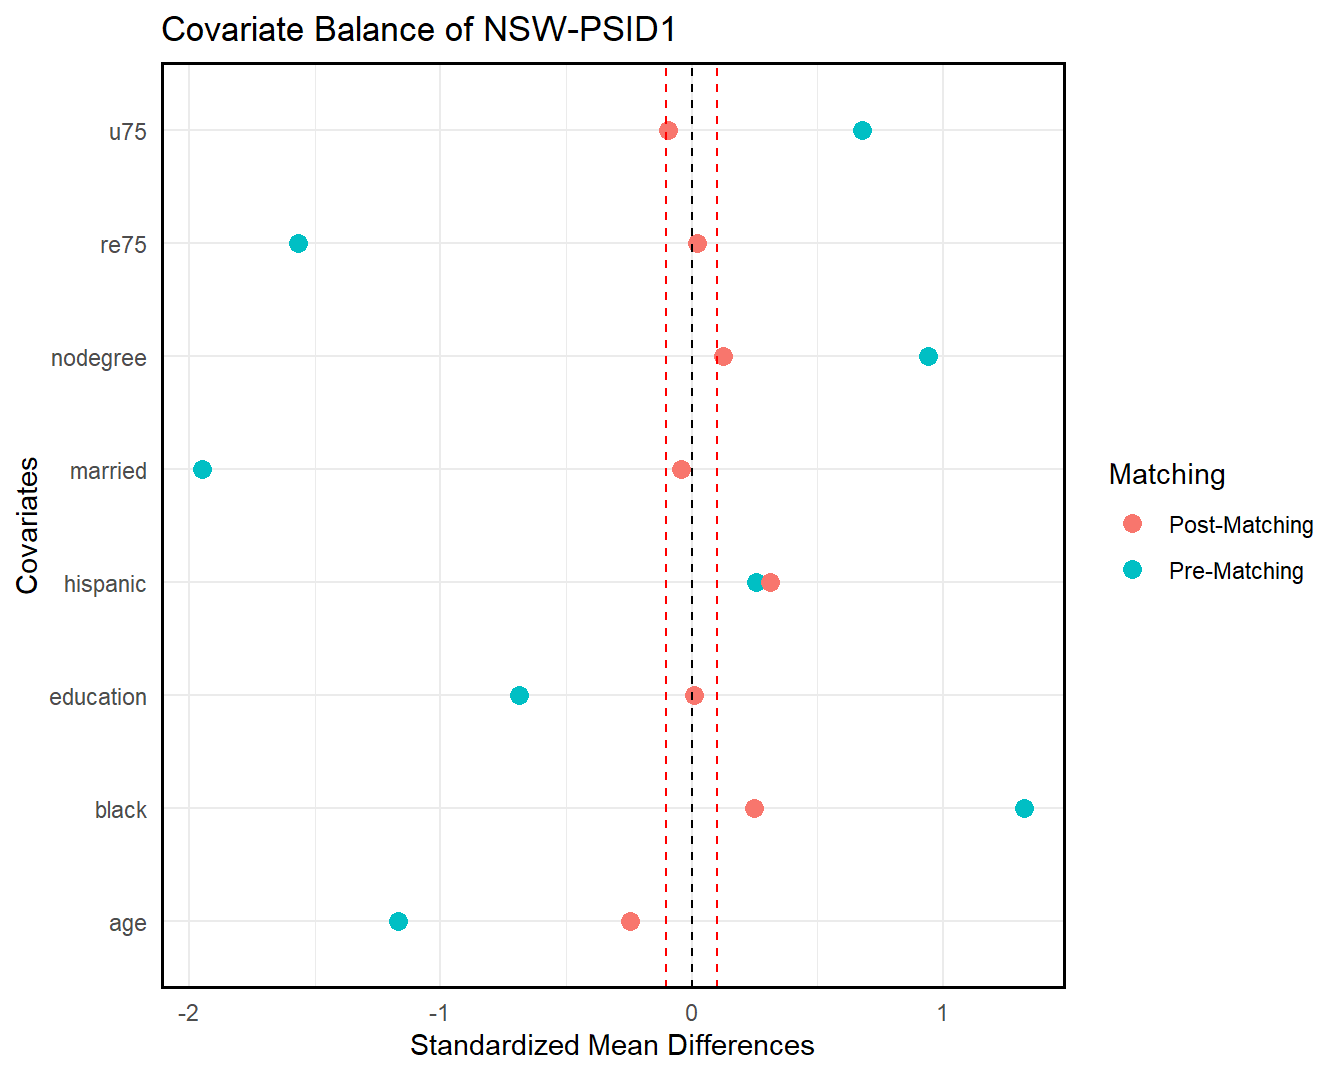 Covariate Balance of NSW-PSID1
Covariates
u75
re75
nodegree
married
hispanic
education
black
age
-2
-1
0
1
Standardized Mean Differences
Matching
Post-Matching
Pre-Matching